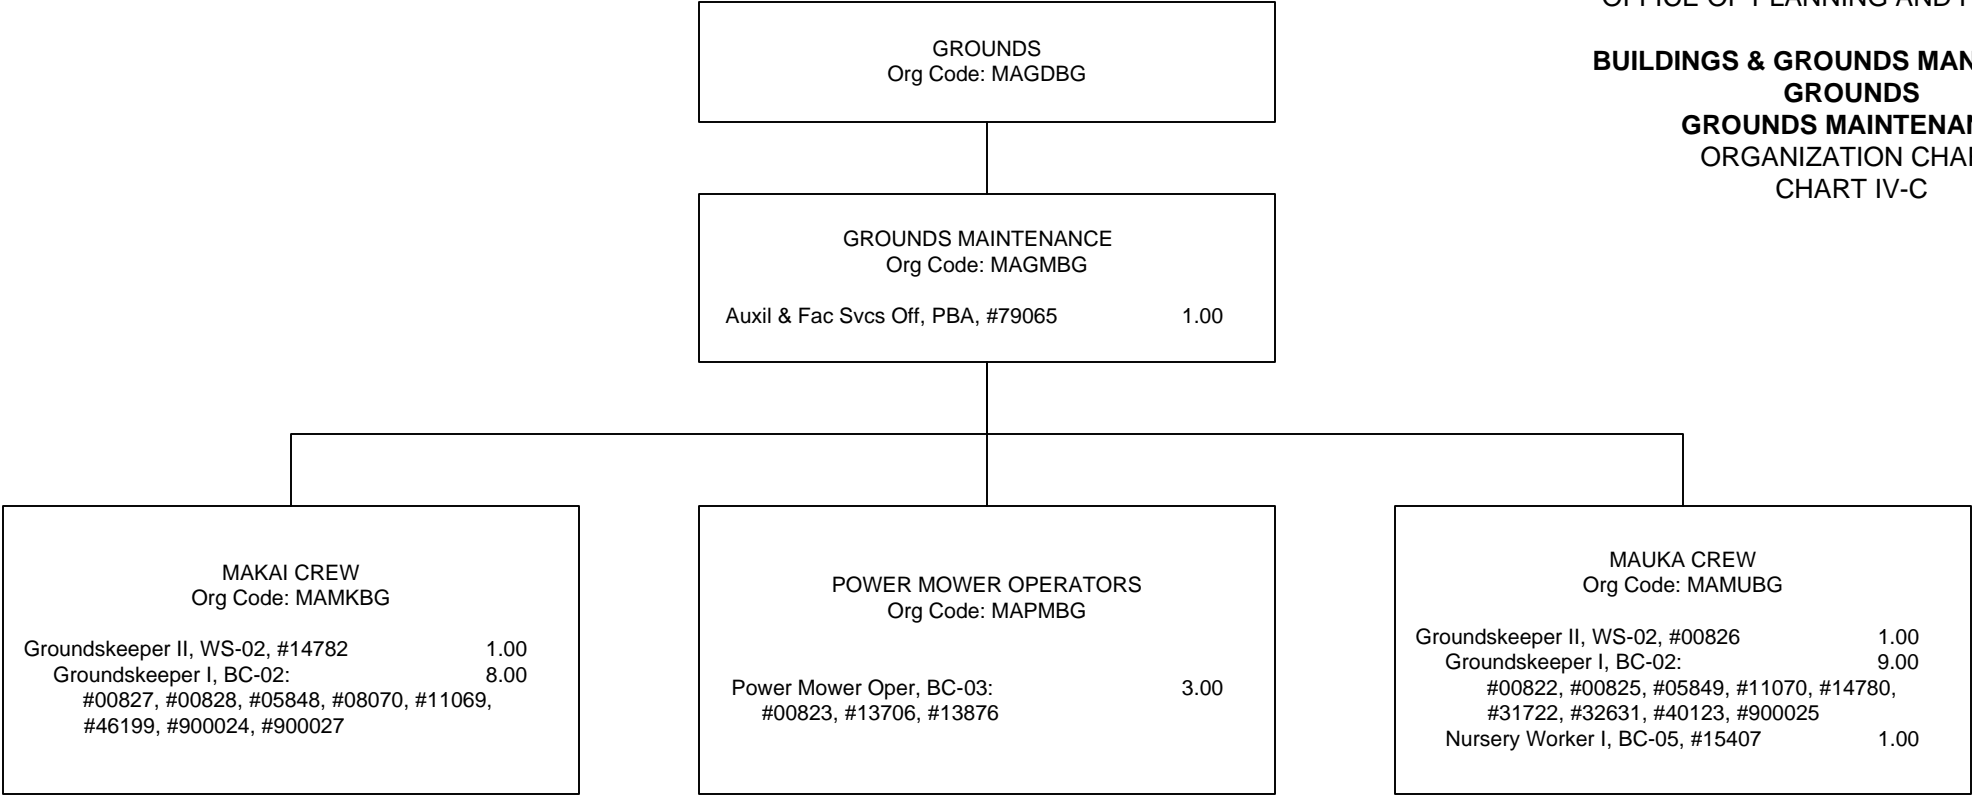 OFFICE OF PLANNING AND
BUILDINGS & GROUNDS
GROUNDS
GROUNDS
ORGANIZATION
CHART IV-C
GROUNDS
Org Code: MAGDBG
GROUNDS MAINTENANCE
Org Code: MAGMBG
Auxil & Fac Svcs Off, PBA, #79065 1.00
MAKAI CREW
Org Code: MAMKBG
Groundskeeper II, WS-02, #14782 1.00
Groundskeeper I, BC-02: 8.00
#00827, #00828, #05848, #08070, #11069,
#46199, #900024, #900027
POWER MOWER OPERATORS
Org Code: MAPMBG
Power Mower Oper, BC-03: 3.00
#00823, #13706, #13876
MAUKA CREW
Org Code: MAMUBG
Groundskeeper II, WS-02, #00826 1.00
Groundskeeper I, BC-02: 9.00
#00822, #00825, #05849, #11070, #14780,
#31722, #32631, #40123, #900025
Nursery Worker I, BC-05, #15407 1.00